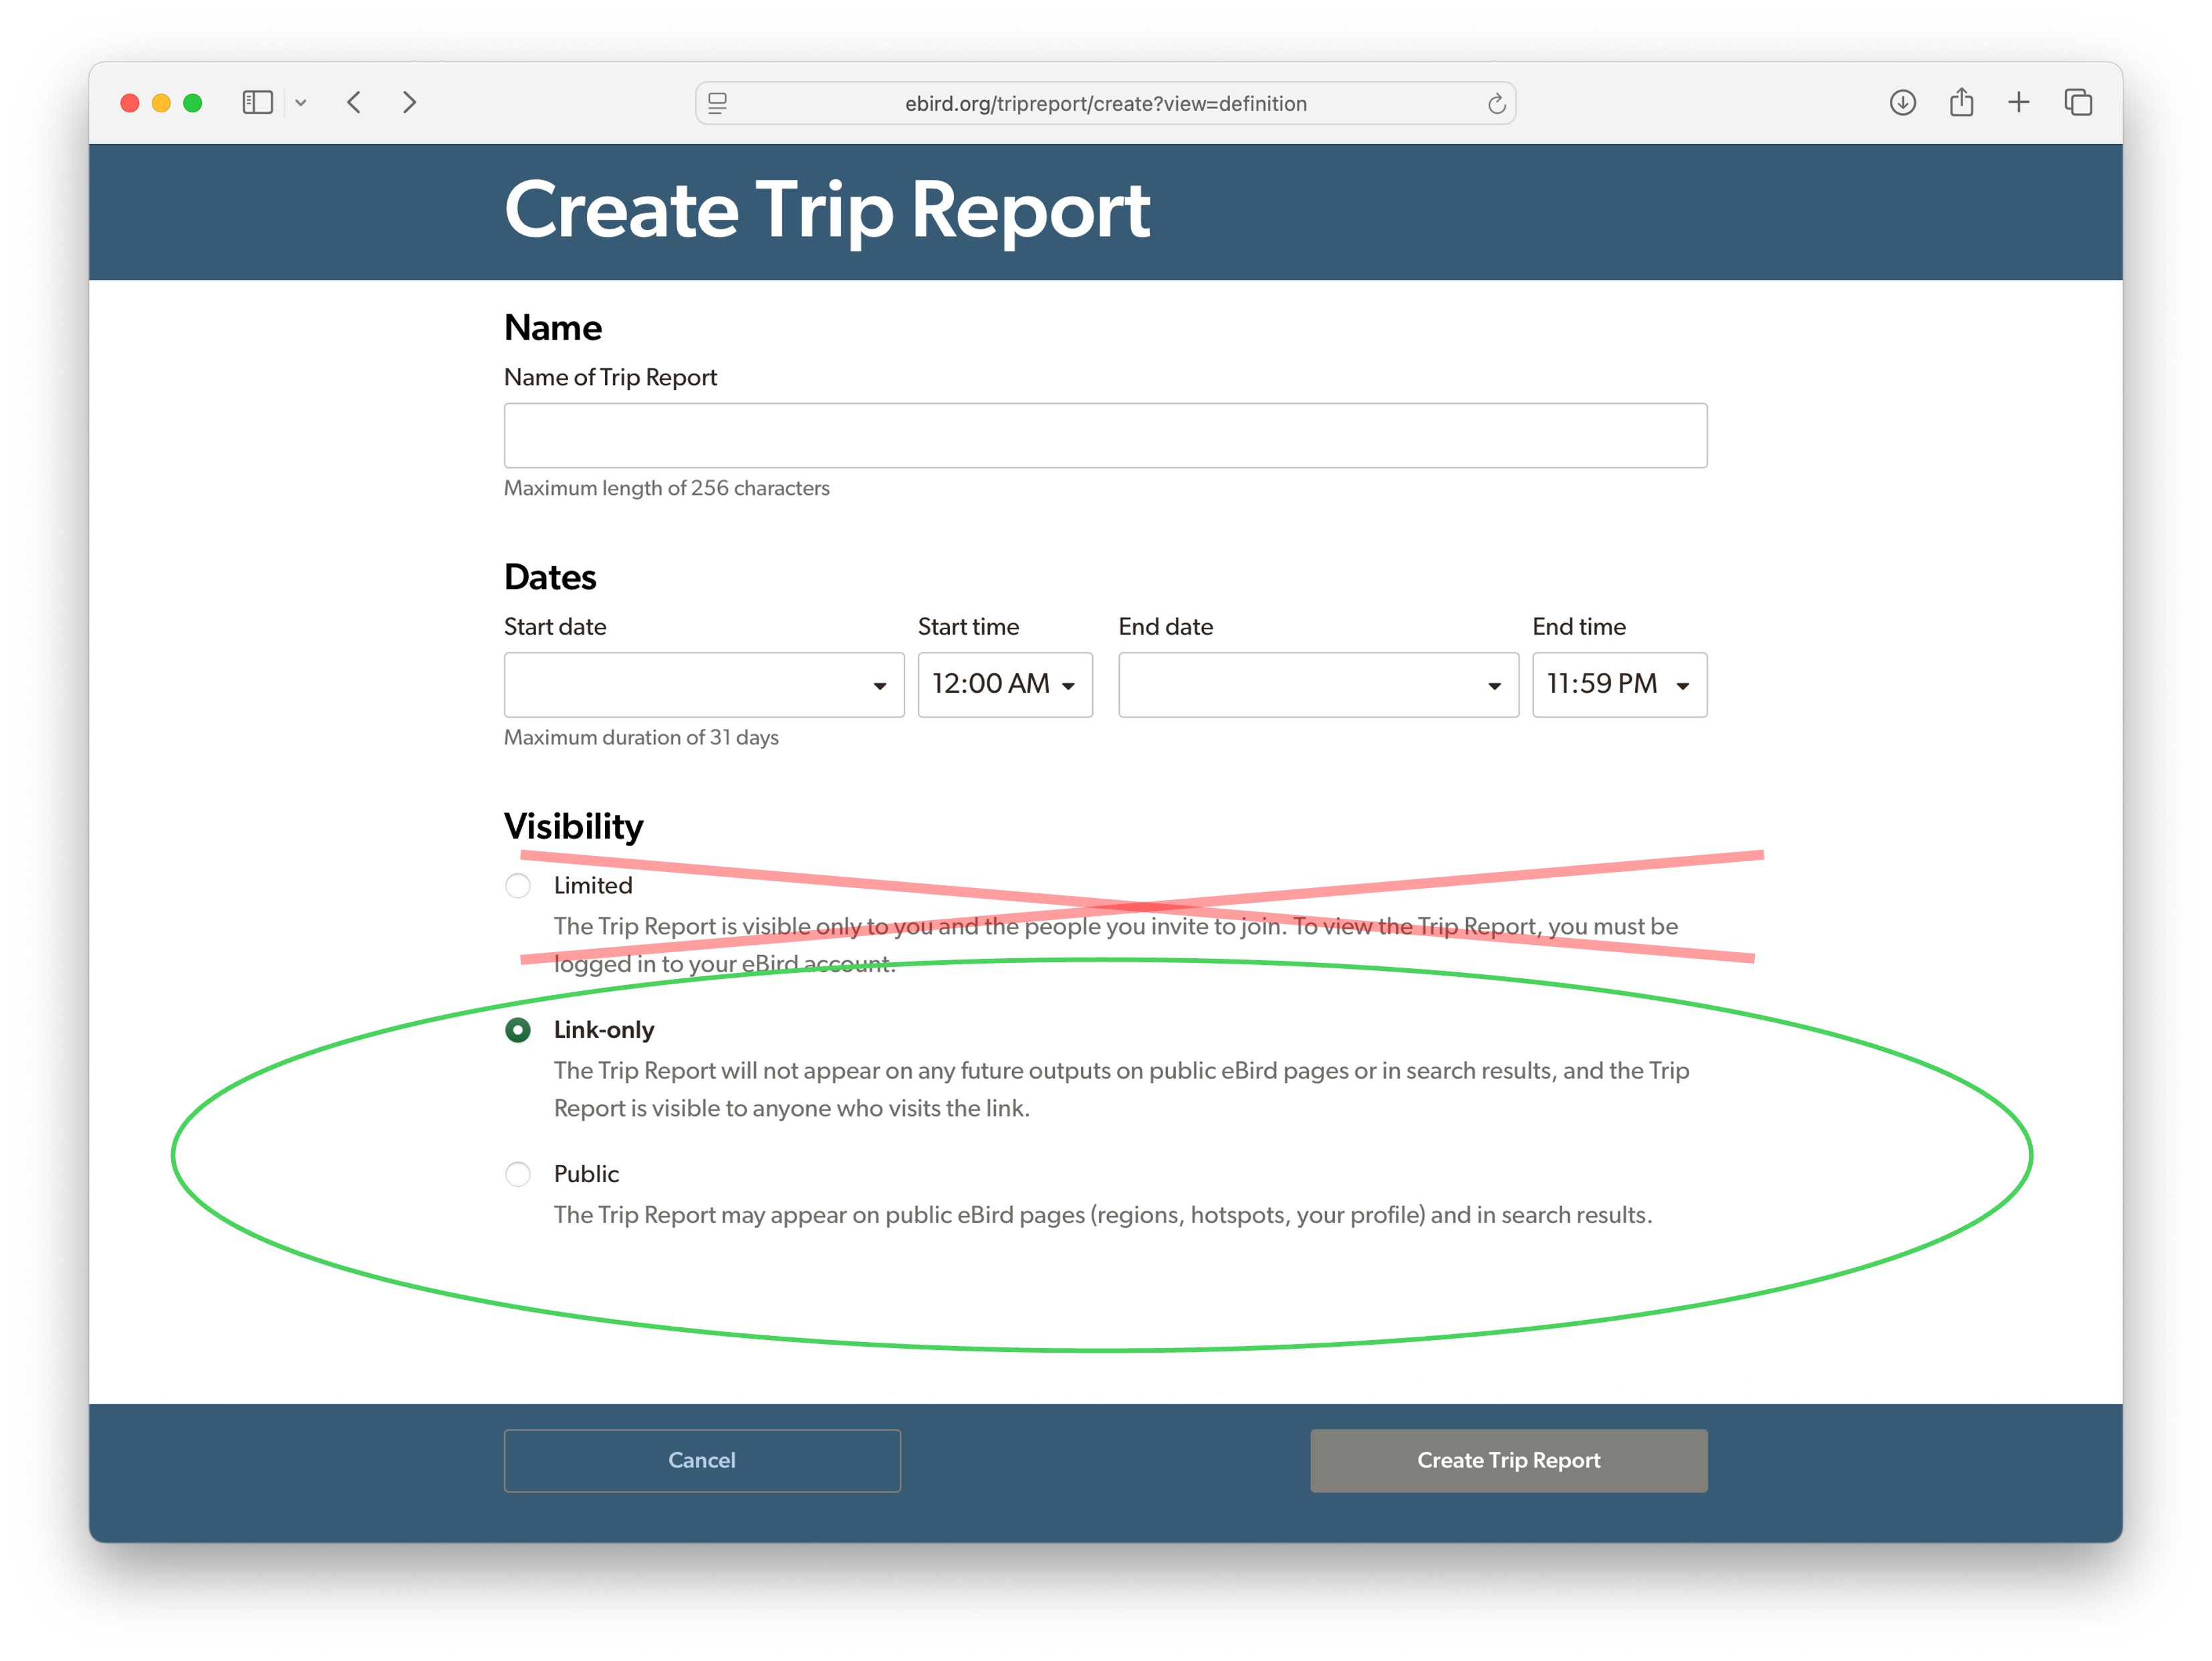 ebird.org/tripreport/create?view=definition
Create Trip Report
Name
Name of Trip Report
Maximum length of 256 characters
Dates
Start date Start time End date End time
12:00 AM 11:59 PM
Maximum duration of 31 days
Visibility
Limited
The Trip Report is visible only to you and the people you invite to join. To view the Trip Report, you must be
logged in to your eBird account.
Link-only
The Trip Report will not appear on any future outputs on public eBird pages or in search results, and the Trip
Report is visible to anyone who visits the link.
Public
The Trip Report may appear on public eBird pages (regions, hotspots, your profile) and in search results.
Cancel Create Trip Report